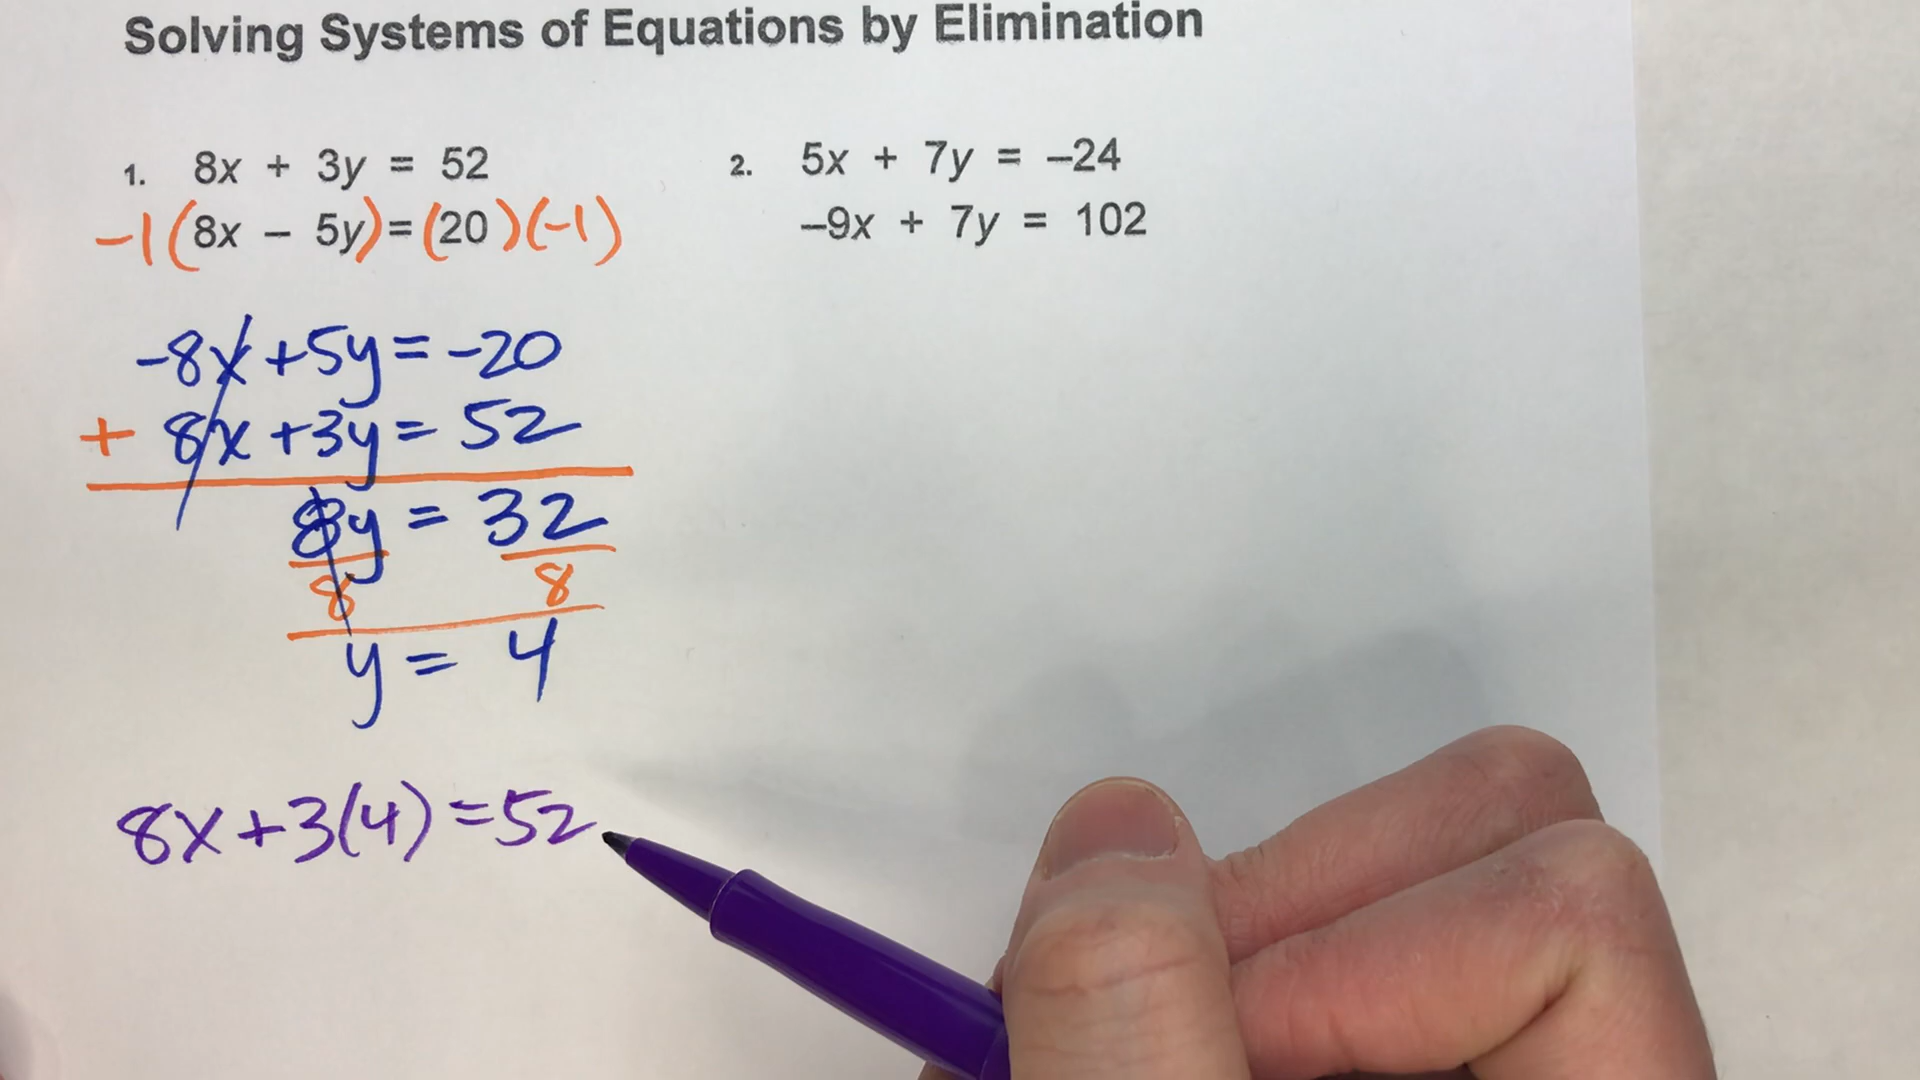 Solving Systems of Equations by Elimination
1. 8x + 3y = 52
-1(8x – 5y)=(20)(-1)
-8x+5y=-20
+ 8x+3y=52
8y = 32
8 8
y = 4
8x+3(4)=52
2. 5x + 7y = –24
–9x + 7y = 102